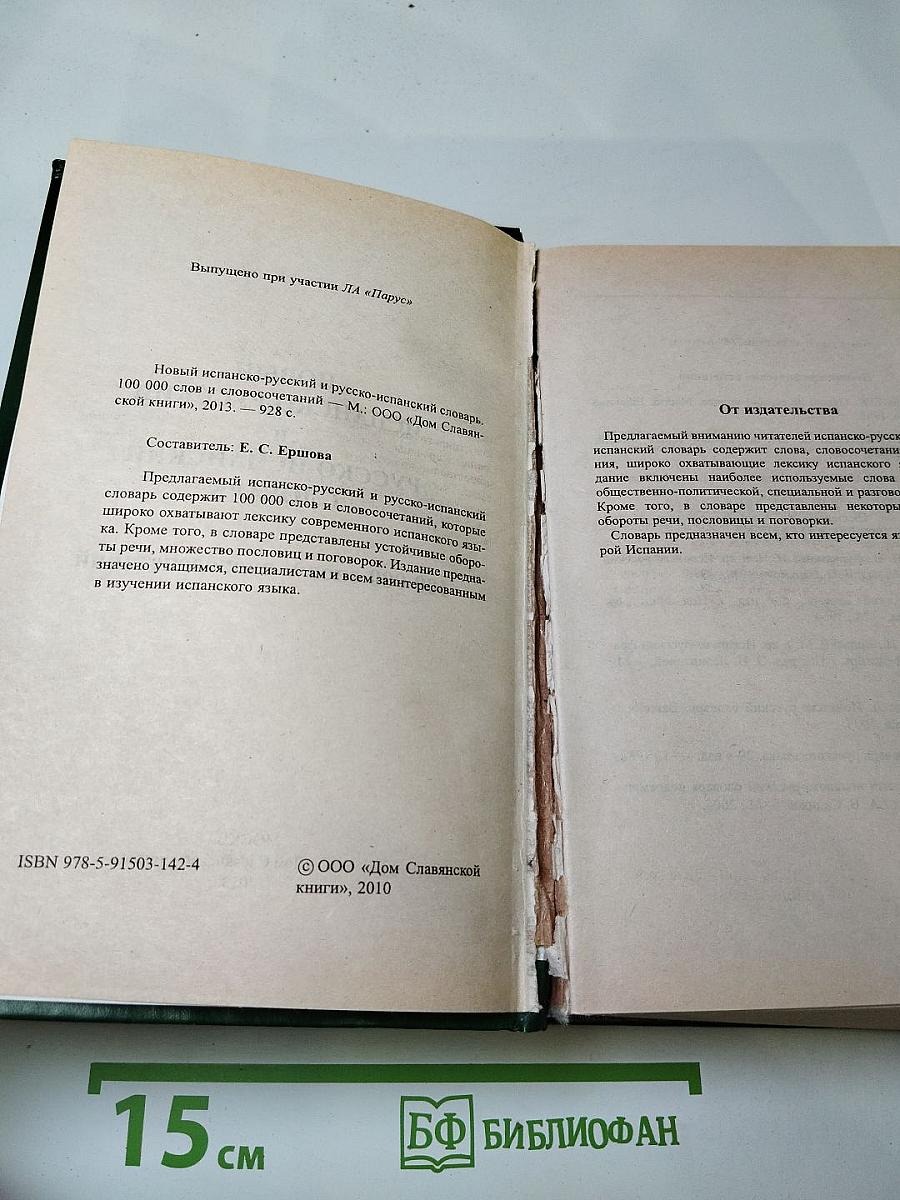 Выпущено при участии ЛА «Парус»
Новый испанско-русский и русско-испанский словарь.
100 000 слов и словосочетаний — М.: ООО «Дом Славян-
ской книги», 2013. — 928 с.
Составитель: Е. С. Ершова
Предлагаемый испанско-русский и русско-испанский
словарь содержит 100 000 слов и словосочетаний, которые
широко охватывают лексику современного испанского язы-
ка. Кроме того, в словаре представлены устойчивые оборо-
ты речи, множество пословиц и поговорок. Издание предна-
значено учащимся, специалистам и всем заинтересованным
в изучении испанского языка.
ISBN 978-5-91503-142-4
© ООО «Дом Славянской
книги», 2010
От издательства
Предлагаемый вниманию читателей испанско-русск
испанский словарь содержит слова, словосочетани
ния, широко охватывающие лексику испанского я
дание включены наиболее используемые слова
общественно-политической, специальной и разгово
Кроме того, в словаре представлены некоторы
обороты речи, пословицы и поговорки.
Словарь предназначен всем, кто интересуется яз
рой Испании.
15 см
БФ БИБЛИОФАН